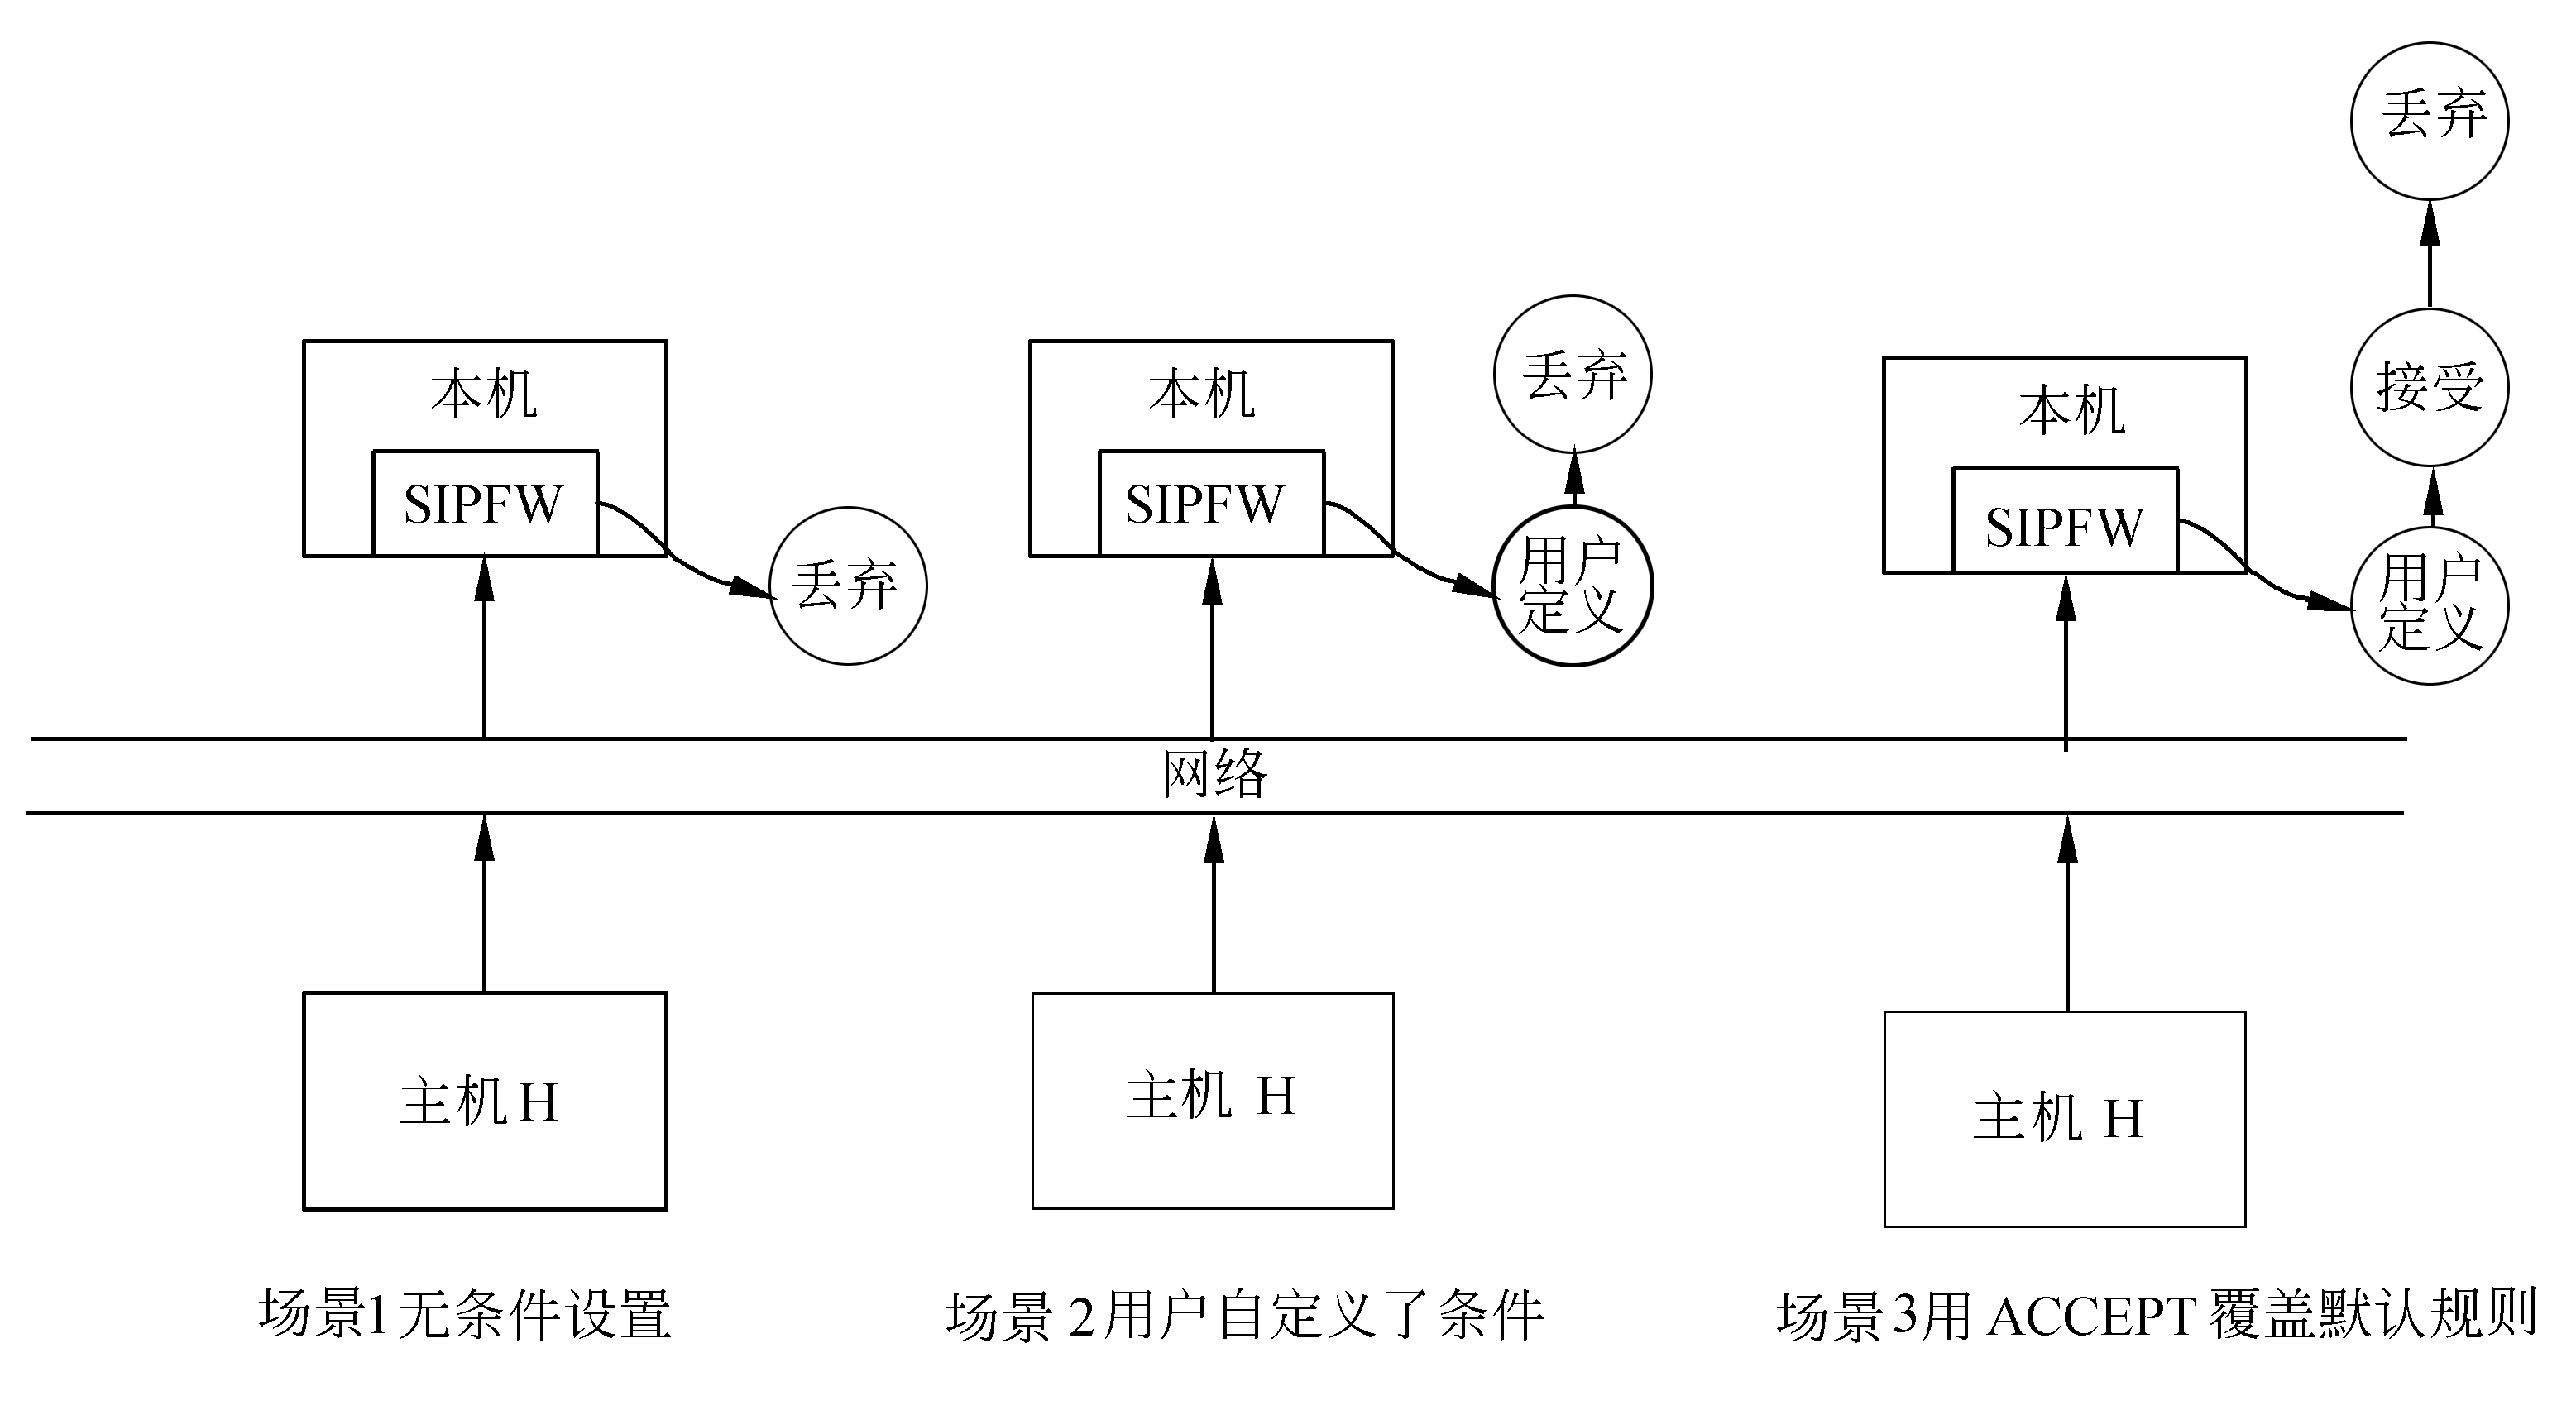 丢弃
本机
SIPFW
丢弃
本机
SIPFW
丢弃
用户
定义
本机
SIPFW
接受
用户
定义
网络
主机 H
主机 H
主机 H
场景1无条件设置
场景 2用户自定义了条件
场景 3用 ACCEPT 覆盖默认规则